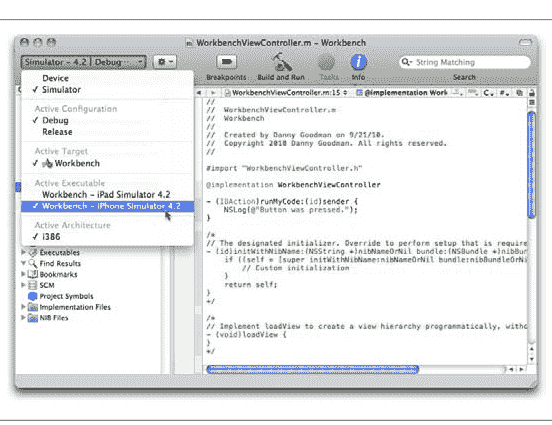 WorkbenchViewController.m – Workbench
Simulator – 4.2 | Debug
String Matching
Breakpoints
Build and Run
Tasks
Info
Search
Device
✓ Simulator
Active Configuration
✓ Debug
Release
Active Target
✓ Workbench
Active Executable
Workbench – iPad Simulator 4.2
✓ Workbench – iPhone Simulator 4.2
Active Architecture
✓ i386
Executables
Find Results
Bookmarks
SCM
Project Symbols
Implementation Files
NIB Files
WorkbenchViewController.m:15
@implementation Work
C
#
//
// WorkbenchViewController.m
// Workbench
//
// Created by Danny Goodman on 9/21/10.
// Copyright 2010 Danny Goodman. All rights reserved.
//
#import "WorkbenchViewController.h"
@implementation WorkbenchViewController
- (IBAction)runMyCode:(id)sender {
NSLog(@"Button was pressed.");
}
/*
// The designated initializer. Override to perform setup that is require
- (id)initWithNibName:(NSString *)nibNameOrNil bundle:(NSBundle *)nibBund
if ((self = [super initWithNibName:nibNameOrNil bundle:nibBundleOrNi
// Custom initialization
}
return self;
}
*/
/*
// Implement loadView to create a view hierarchy programmatically, witho
- (void)loadView {
}
*/